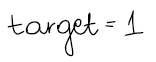 target = 1